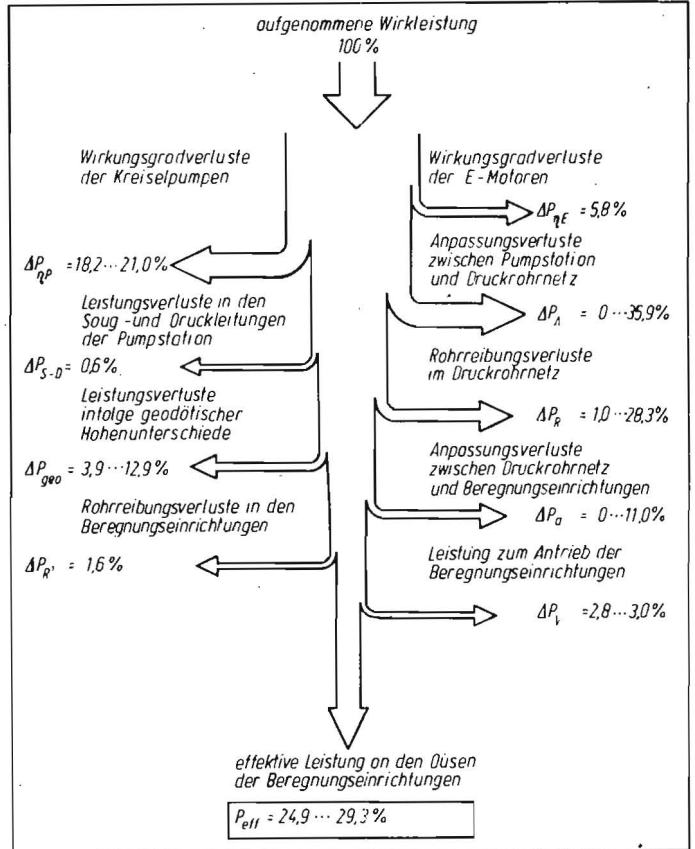 aufgenommene Wirkleistung
100%
Wirkungsgradverluste
der Kreiselpumpen
Wirkungsgradverluste
der E-Motoren
ΔP_ηE = 5,8%
ΔP_ηP = 18,2...21,0%
Anpassungsverluste
zwischen Pumpstation
und Druckrohrnetz
ΔP_A = 0...35,9%
Leistungsverluste in den
Saug-und Druckleitungen
der Pumpstation
ΔP_S-D = 0,6%
Rohrreibungsverluste
im Druckrohrnetz
ΔP_R = 1,0...28,3%
Leistungsverluste
infolge geodätischer
Höhenunterschiede
ΔP_geo = 3,9...12,9%
Anpassungsverluste
zwischen Druckrohrnetz
und Beregnungseinrichtungen
ΔP_a = 0...11,0%
Rohrreibungsverluste in den
Beregnungseinrichtungen
ΔP_R' = 1,6%
Leistung zum Antrieb der
Beregnungseinrichtungen
ΔP_v = 2,8...3,0%
effektive Leistung an den Düsen
der Beregnungseinrichtungen
P_eff = 24,9...29,3%